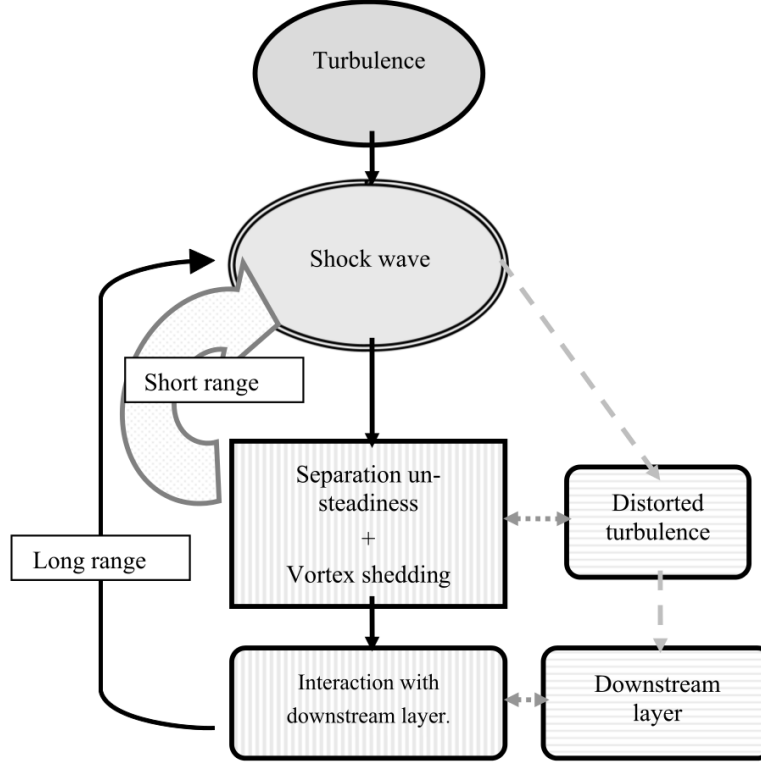 Turbulence
Shock wave
Short range
Separation un-
steadiness
+
Vortex shedding
Distorted
turbulence
Long range
Interaction with
downstream layer.
Downstream
layer